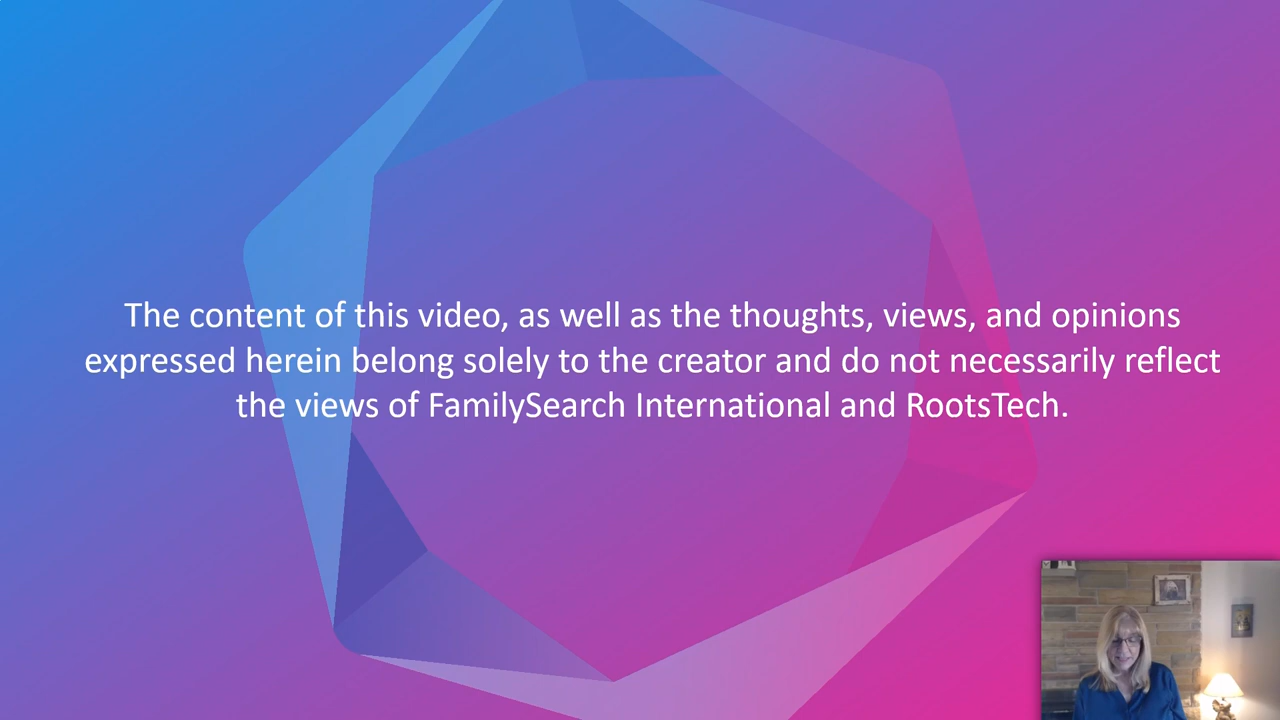 The content of this video, as well as the thoughts, views, and opinions
expressed herein belong solely to the creator and do not necessarily reflect
the views of FamilySearch International and RootsTech.